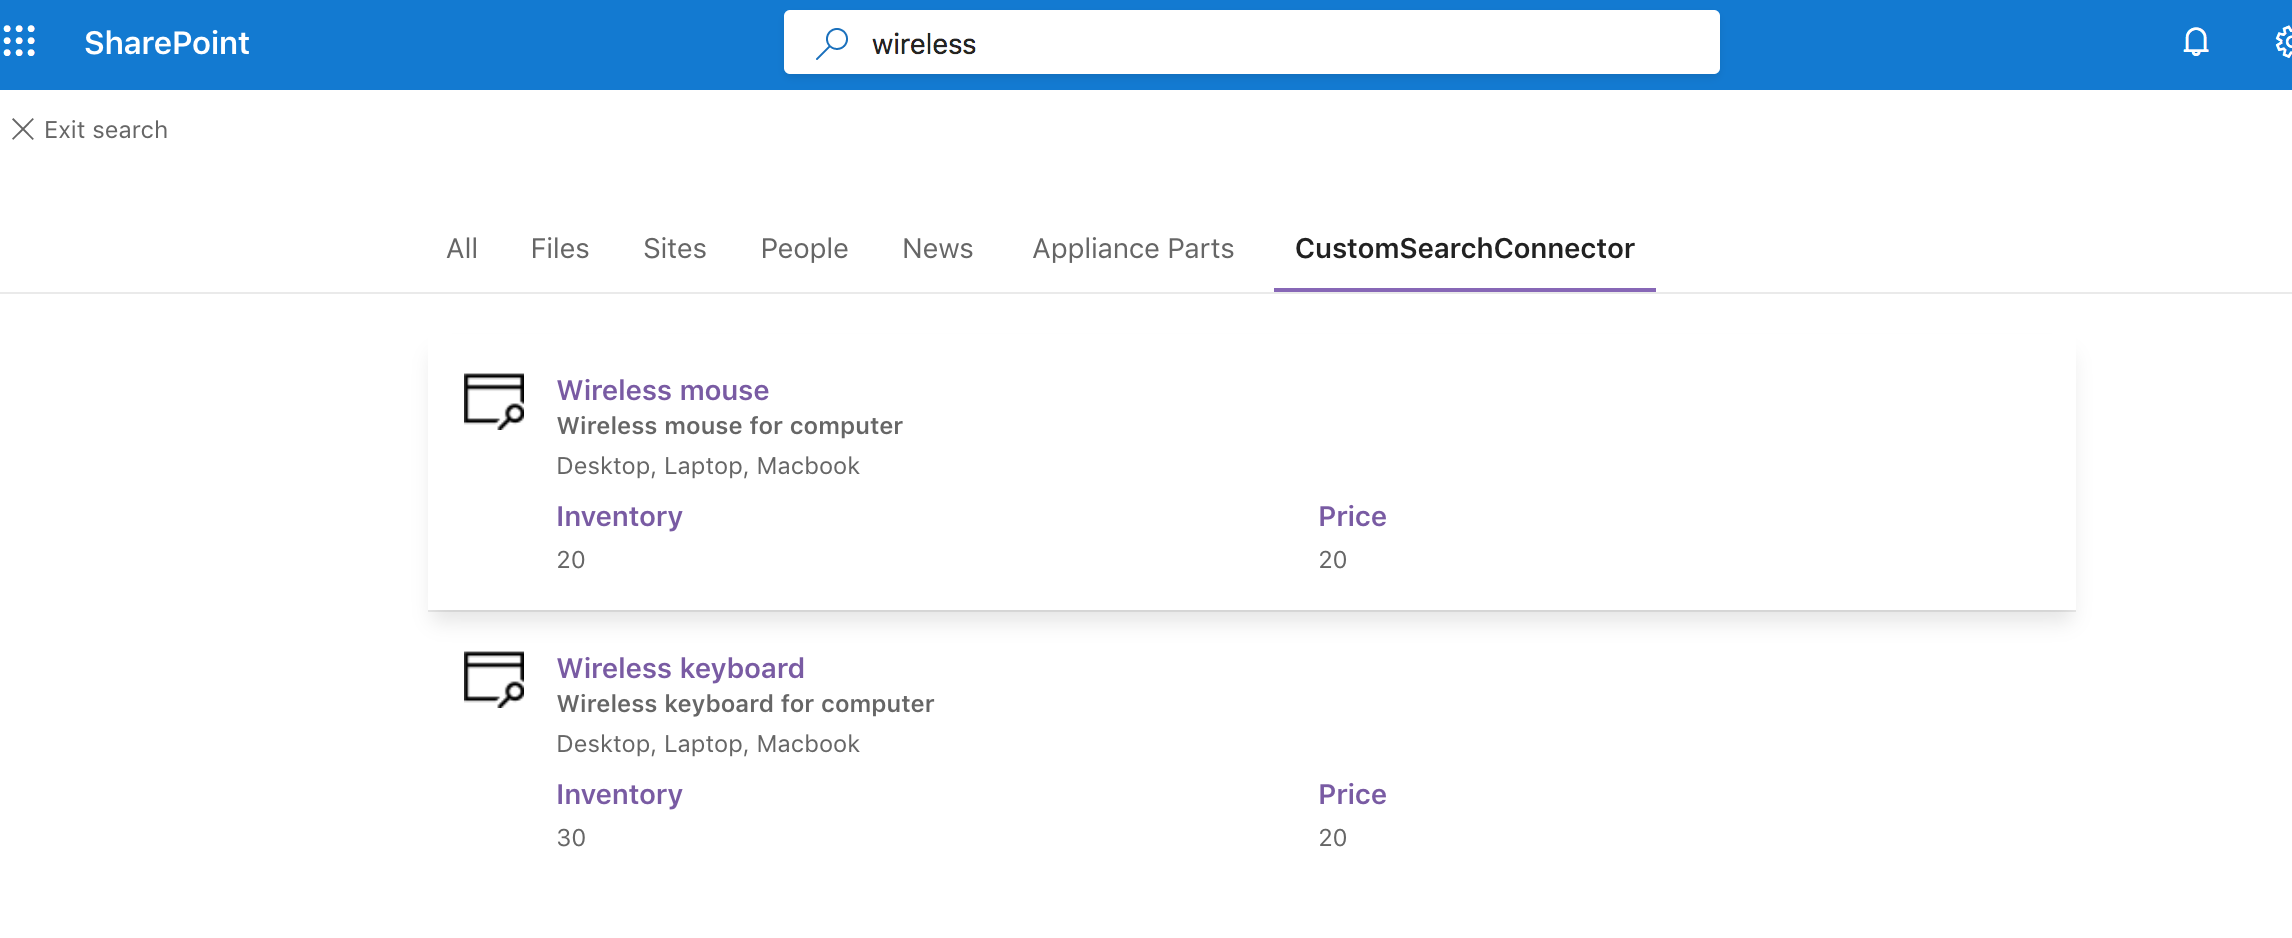 SharePoint
wireless
Exit search
All Files Sites People News Appliance Parts CustomSearchConnector
Wireless mouse
Wireless mouse for computer
Desktop, Laptop, Macbook
Inventory Price
20 20
Wireless keyboard
Wireless keyboard for computer
Desktop, Laptop, Macbook
Inventory Price
30 20